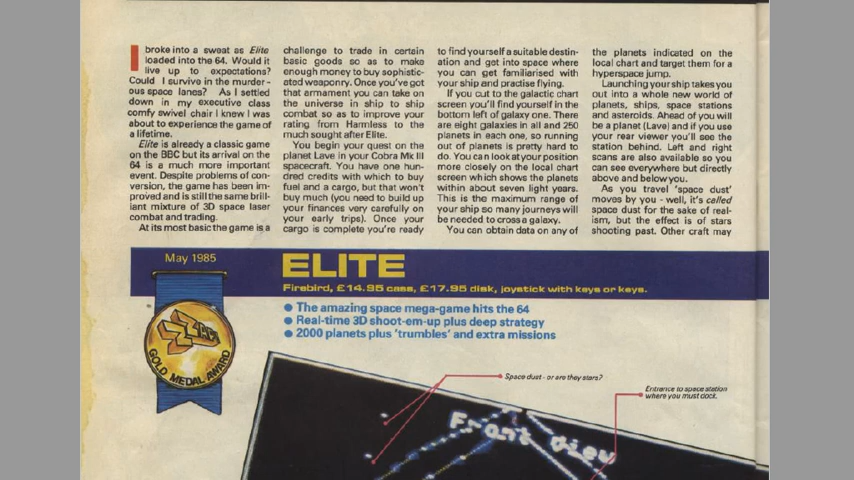 I broke into a sweat as Elite
loaded into the 64. Would it
live up to expectations?
Could I survive in the murder-
ous space lanes? As I settled
down in my executive class
comfy swivel chair I knew I was
about to experience the game of
a lifetime.
Elite is already a classic game
on the BBC but its arrival on the
64 is a much more important
event. Despite problems of con-
version, the game has been im-
proved and is still the same brill-
iant mixture of 3D space laser
combat and trading.
At its most basic the game is a
challenge to trade in certain
basic goods so as to make
enough money to buy sophistic-
ated weaponry. Once you've got
that armament you can take on
the universe in ship to ship
combat so as to improve your
rating from Harmless to the
much sought after Elite.
You begin your quest on the
planet Lave in your Cobra Mk III
spacecraft. You have one hun-
dred credits with which to buy
fuel and a cargo, but that won't
buy much (you need to build up
your finances very carefully on
your early trips). Once your
cargo is complete you're ready
to find yourself a suitable destin-
ation and get into space where
you can get familiarised with
your ship and practise flying.
If you cut to the galactic chart
screen you'll find yourself in the
bottom left of galaxy one. There
are eight galaxies in all and 250
planets in each one, so running
out of planets is pretty hard to
do. You can look at your position
more closely on the local chart
screen which shows the planets
within about seven light years.
This is the maximum range of
your ship so many journeys will
be needed to cross a galaxy.
You can obtain data on any of
the planets indicated on the
local chart and target them for a
hyperspace jump.
Launching your ship takes you
out into a whole new world of
planets, ships, space stations
and asteroids. Ahead of you will
be a planet (Lave) and if you use
your rear viewer you'll see the
station behind. Left and right
scans are also available so you
can see everywhere but directly
above and below you.
As you travel 'space dust'
moves by you - well, it's called
space dust for the sake of real-
ism, but the effect is of stars
shooting past. Other craft may
May 1985
ELITE
Firebird, £14.95 cass, £17.95 disk, joystick with keys or keys.
• The amazing space mega-game hits the 64
• Real-time 3D shoot-em-up plus deep strategy
• 2000 planets plus 'trumbles' and extra missions
ZZAP!
GOLD MEDAL AWARD
Space dust - or are they stars?
Entrance to space station
where you must dock.
Front View